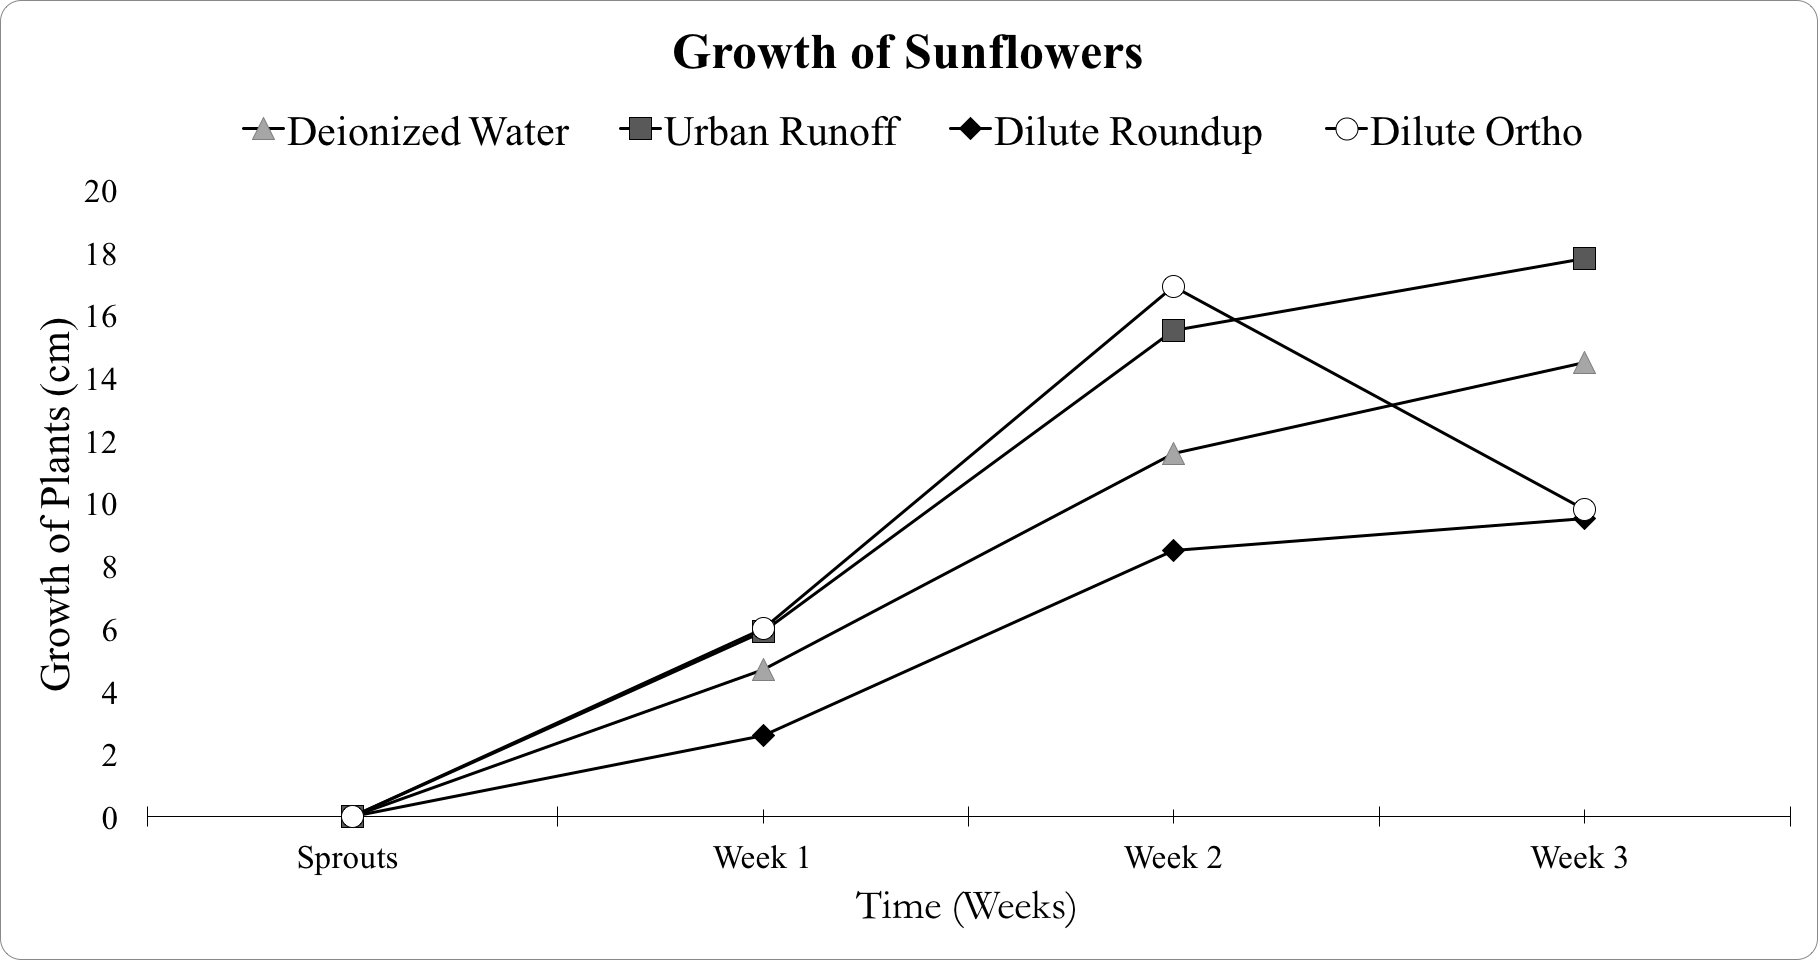 Growth of Sunflowers
Deionized Water Urban Runoff Dilute Roundup Dilute Ortho
20
18
16
14
12
10
8
6
4
2
0
Growth of Plants (cm)
Sprouts Week 1 Week 2 Week 3
Time (Weeks)